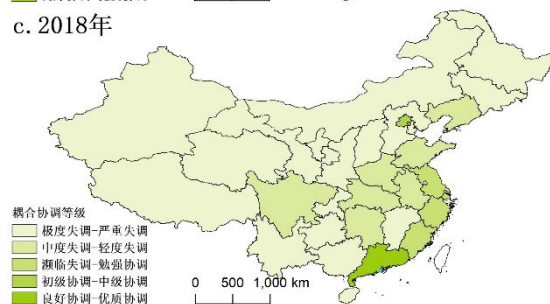 c. 2018年
耦合协调等级
极度失调-严重失调
中度失调-轻度失调
濒临失调-勉强协调
初级协调-中级协调
良好协调-优质协调
0 500 1,000 km